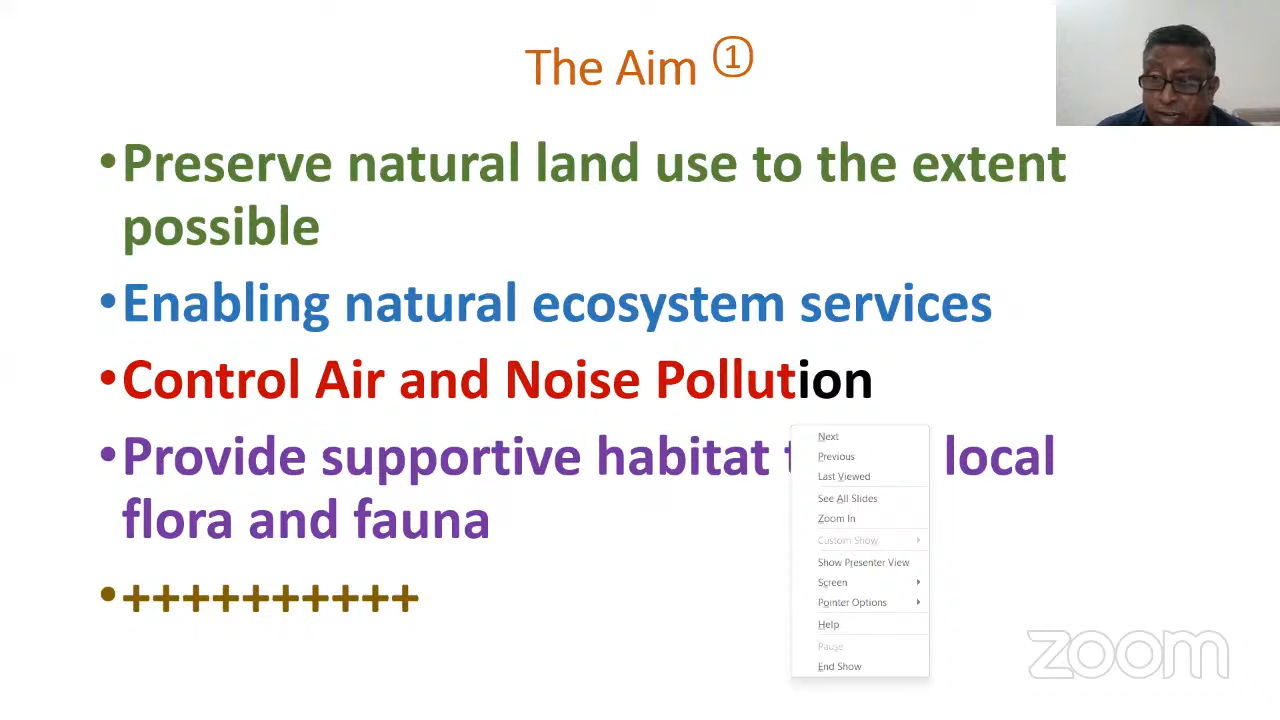 The Aim ①
•Preserve natural land use to the extent
possible
•Enabling natural ecosystem services
•Control Air and Noise Pollution
•Provide supportive habitat local
flora and fauna
•++++++++++
Next
Previous
Last Viewed
See All Slides
Zoom In
Custom Show
Show Presenter View
Screen
Pointer Options
Help
Pause
End Show
zoom